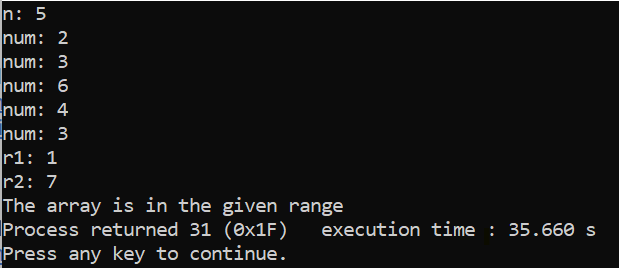 n: 5
num: 2
num: 3
num: 6
num: 4
num: 3
r1: 1
r2: 7
The array is in the given range
Process returned 31 (0x1F)   execution time : 35.660 s
Press any key to continue.